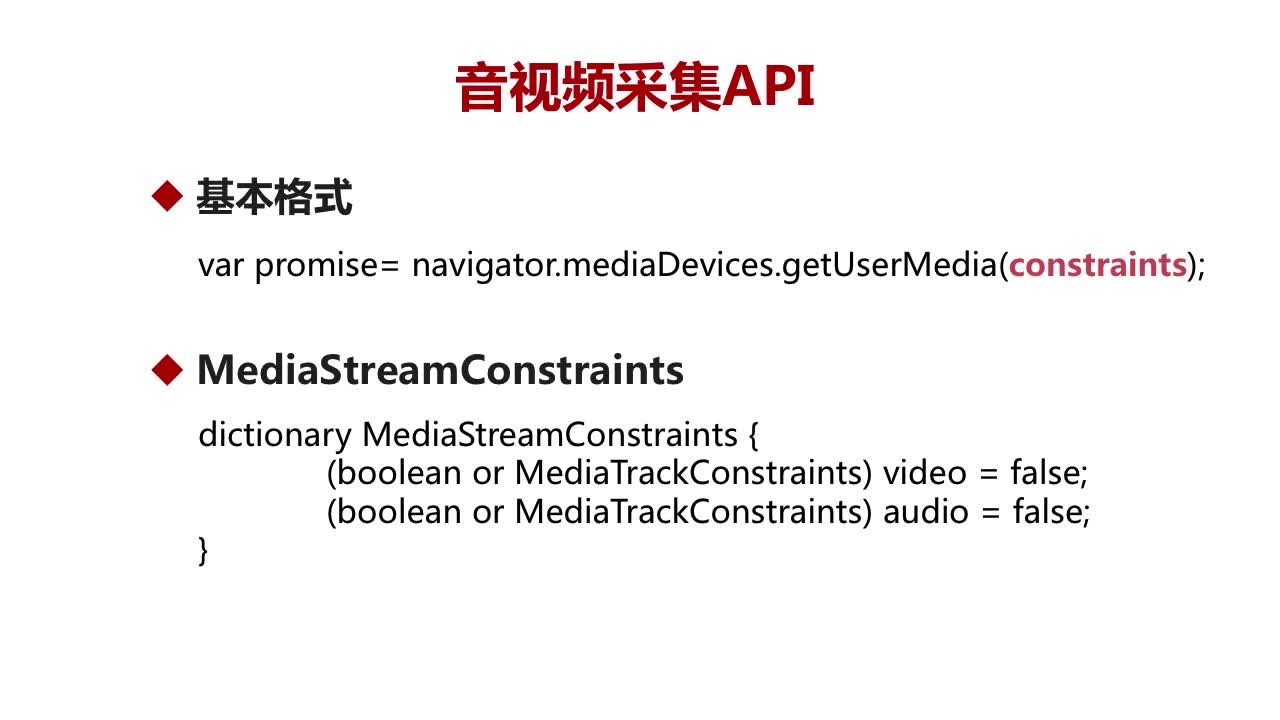 音视频采集API
基本格式
var promise= navigator.mediaDevices.getUserMedia(constraints);
MediaStreamConstraints
dictionary MediaStreamConstraints {
(boolean or MediaTrackConstraints) video = false;
(boolean or MediaTrackConstraints) audio = false;
}